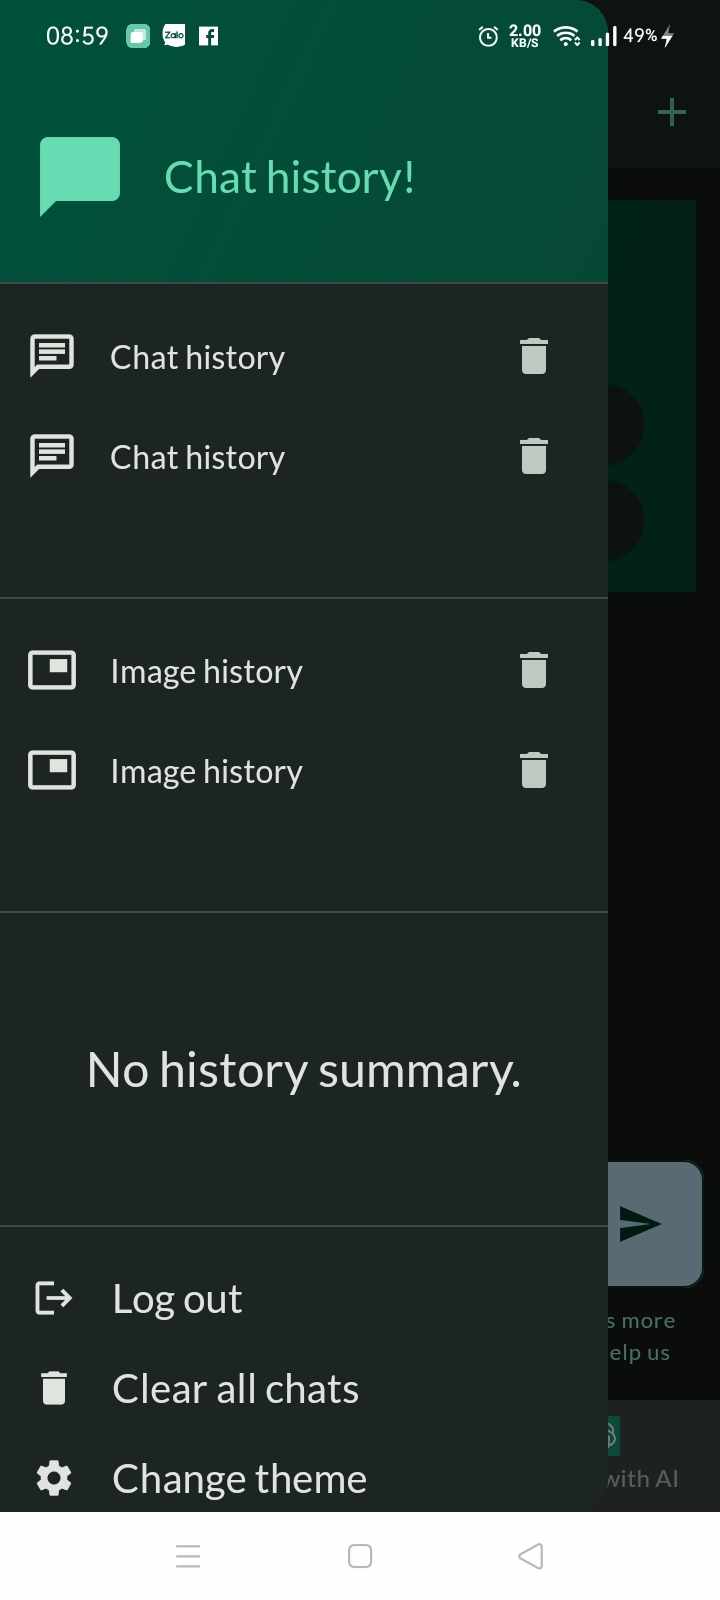 08:59 Zalo 2.00 49%
KB/S
Chat history!
Chat history
Chat history
Image history
Image history
No history summary.
s more
elp us
Log out
Clear all chats
with AI
Change theme